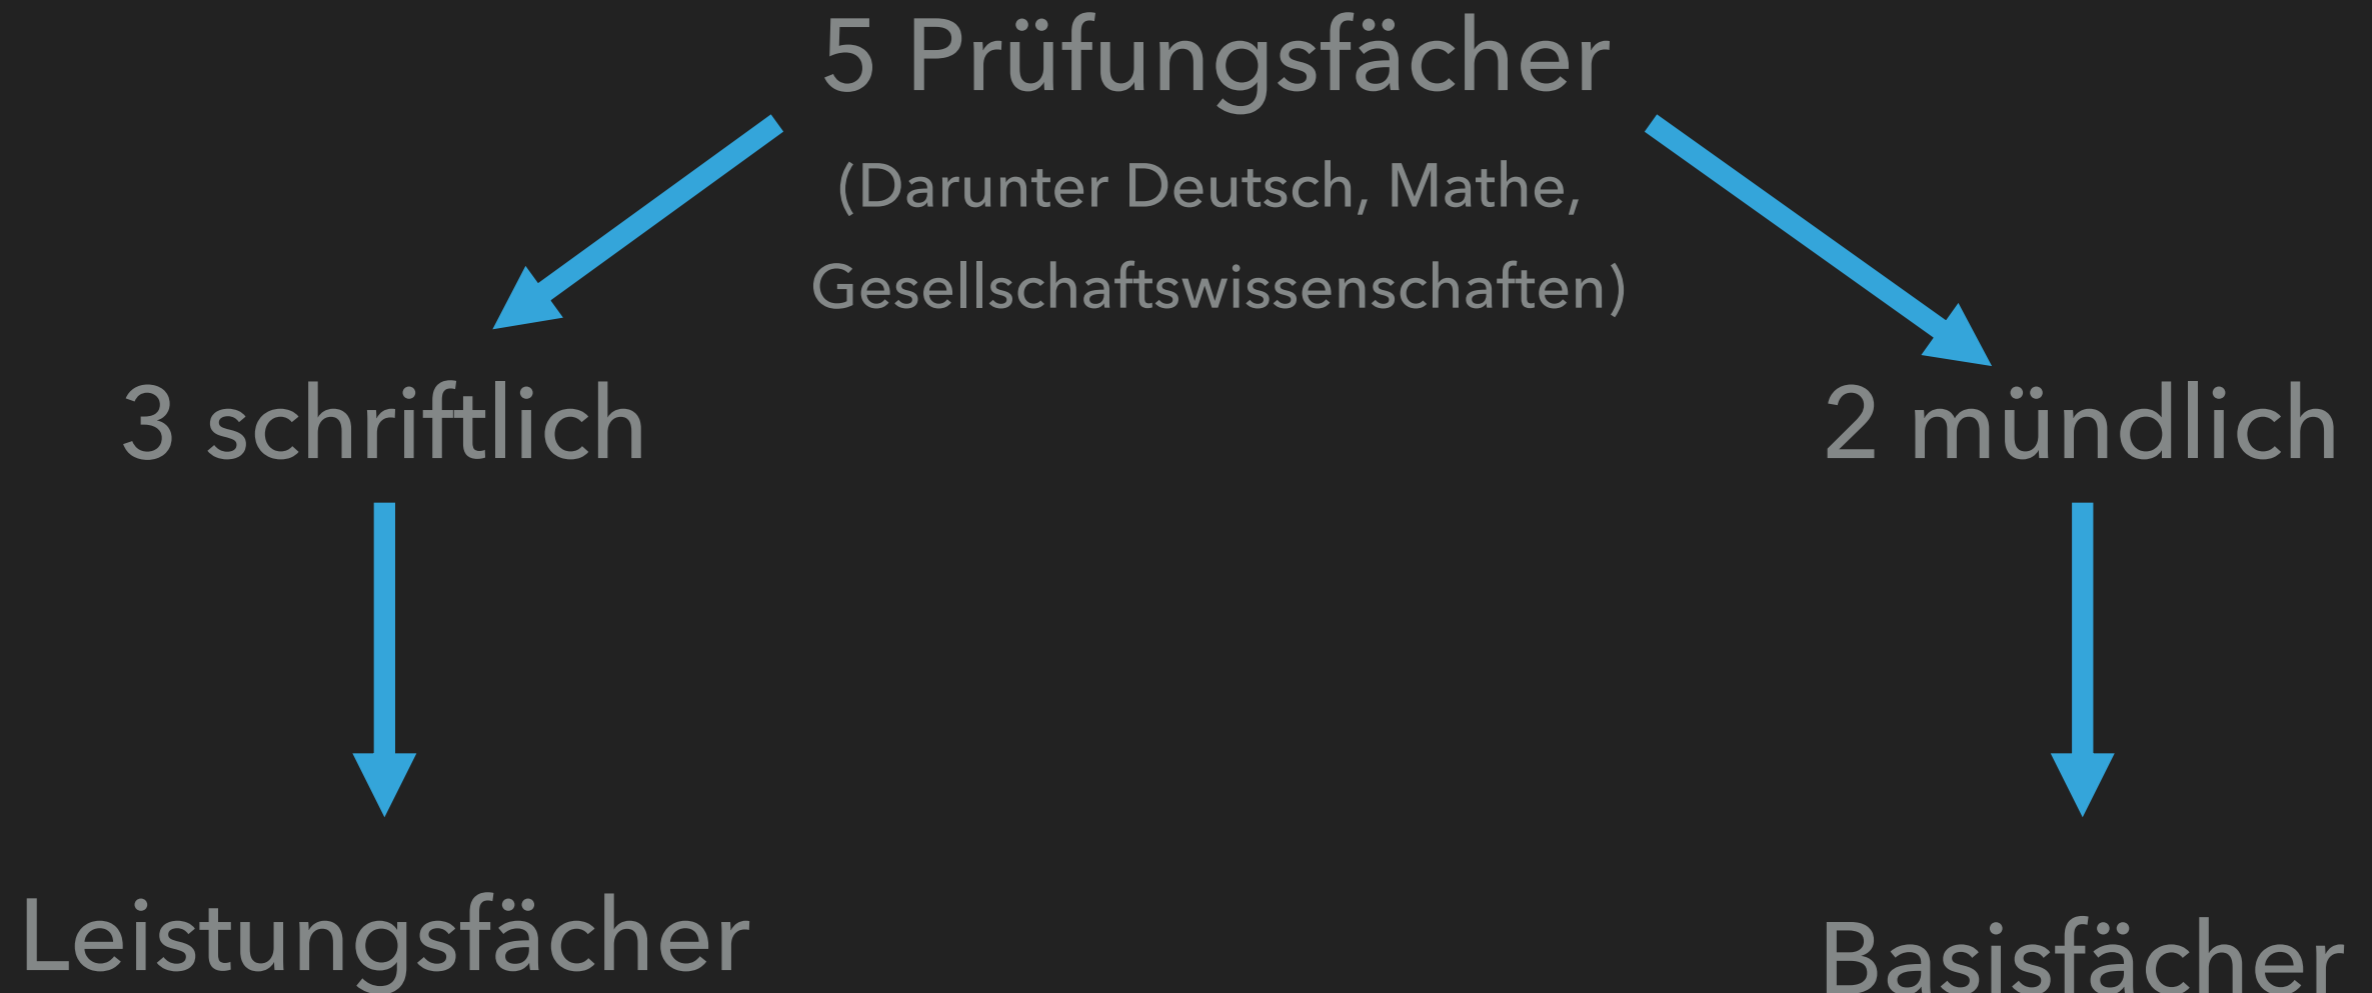 5 Prüfungsfächer
(Darunter Deutsch, Mathe,
Gesellschaftswissenschaften)
3 schriftlich
2 mündlich
Leistungsfächer
Basisfächer